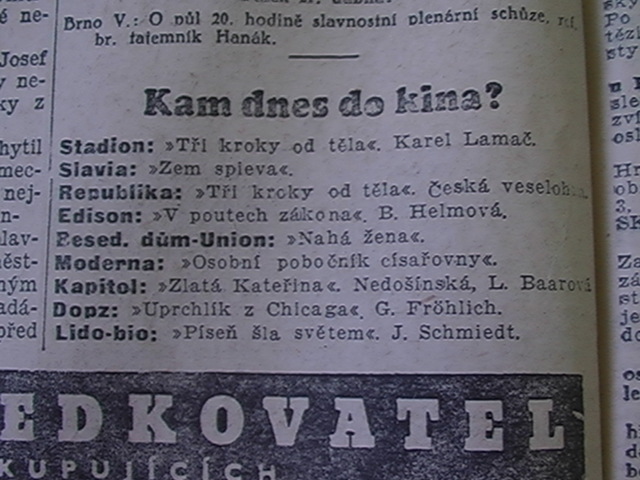 Brno V.: O půl 20. hodině slavnostní plenární schůze, ref.
br. tajemník Hanák.
Kam dnes do kina?
Stadion: »Tři kroky od těla«. Karel Lamač.
Slavia: »Zem spieva«.
Republika: »Tři kroky od těla«. Česká
Edison: »V poutech zákona«. B. Helmová.
Besed. dům-Union: »Nahá žena«.
Moderna: »Osobní pobočník císařovny«.
Kapitol: »Zlatá Kateřina«. Nedošínská, L. Baarová
Dopz: »Uprchlík z Chicaga«. G. Fröhlich.
Lido-bio: »Píseň šla světem«. J. Schmiedt.
EDKOVATEL
KUPUJÍCÍCH